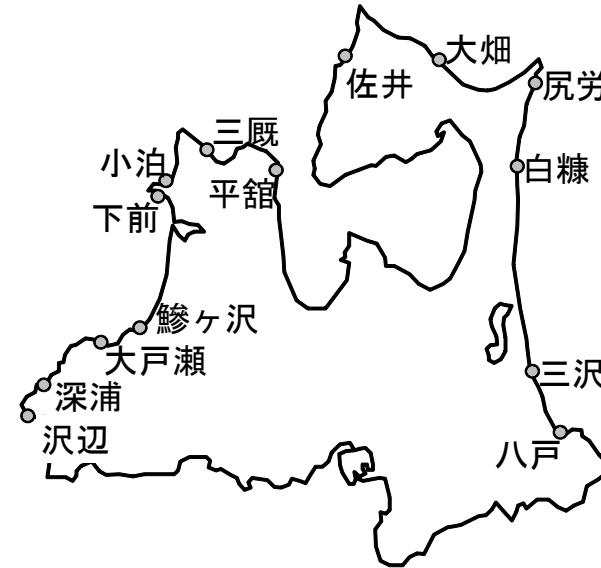 大畑
佐井
尻労
三厩
小泊
平舘
白糠
下前
鰺ヶ沢
大戸瀬
三沢
深浦
沢辺
八戸